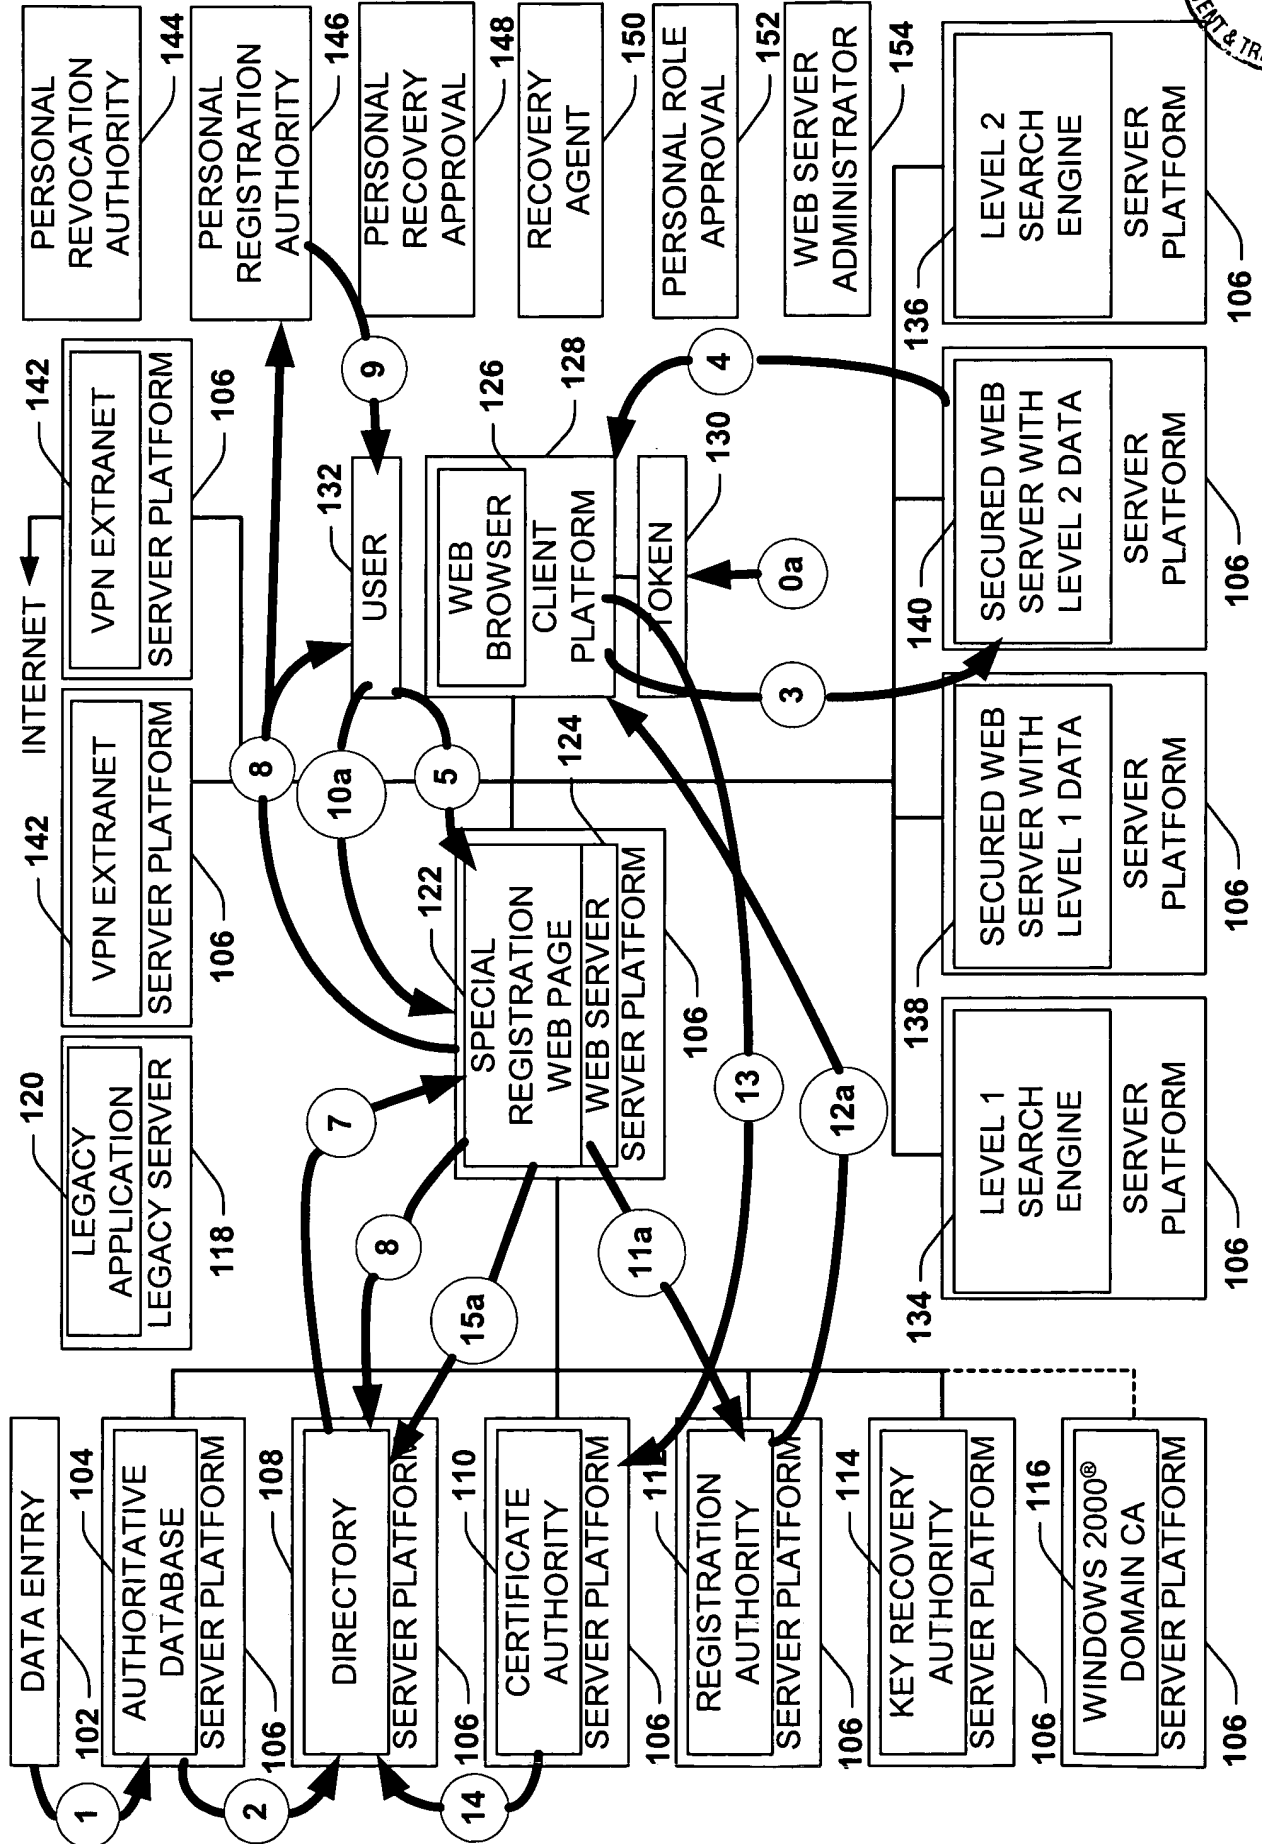 DATA ENTRY
102
1
104
AUTHORITATIVE
DATABASE
SERVER PLATFORM
106
2
108
DIRECTORY
SERVER PLATFORM
106
14
110
CERTIFICATE
AUTHORITY
SERVER PLATFORM
106
112
REGISTRATION
AUTHORITY
SERVER PLATFORM
106
114
KEY RECOVERY
AUTHORITY
SERVER PLATFORM
106
116
WINDOWS 2000®
DOMAIN CA
SERVER PLATFORM
106
120
LEGACY
APPLICATION
LEGACY SERVER
118
7
8
15a
11a
122
SPECIAL
REGISTRATION
WEB PAGE
WEB SERVER
SERVER PLATFORM
124
106
13
12a
INTERNET
142
VPN EXTRANET
SERVER PLATFORM
106
142
VPN EXTRANET
SERVER PLATFORM
106
8
10a
5
132
USER
126
WEB
BROWSER
CLIENT
PLATFORM
128
TOKEN
130
0a
3
4
9
PERSONAL
REVOCATION
AUTHORITY
144
PERSONAL
REGISTRATION
AUTHORITY
146
PERSONAL
RECOVERY
APPROVAL
148
RECOVERY
AGENT
150
PERSONAL ROLE
APPROVAL
152
WEB SERVER
ADMINISTRATOR
154
134
LEVEL 1
SEARCH
ENGINE
SERVER
PLATFORM
106
138
SECURED WEB
SERVER WITH
LEVEL 1 DATA
SERVER
PLATFORM
106
140
SECURED WEB
SERVER WITH
LEVEL 2 DATA
SERVER
PLATFORM
106
136
LEVEL 2
SEARCH
ENGINE
SERVER
PLATFORM
106